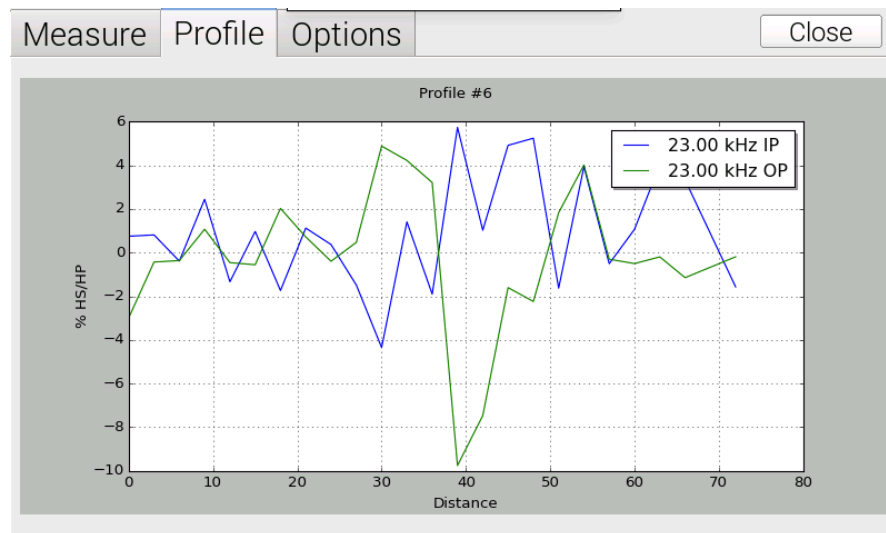 Measure Profile Options Close
Profile #6
23.00 kHz IP
23.00 kHz OP
% HS/HP
6
4
2
0
−2
−4
−6
−8
−10
0 10 20 30 40 50 60 70 80
Distance